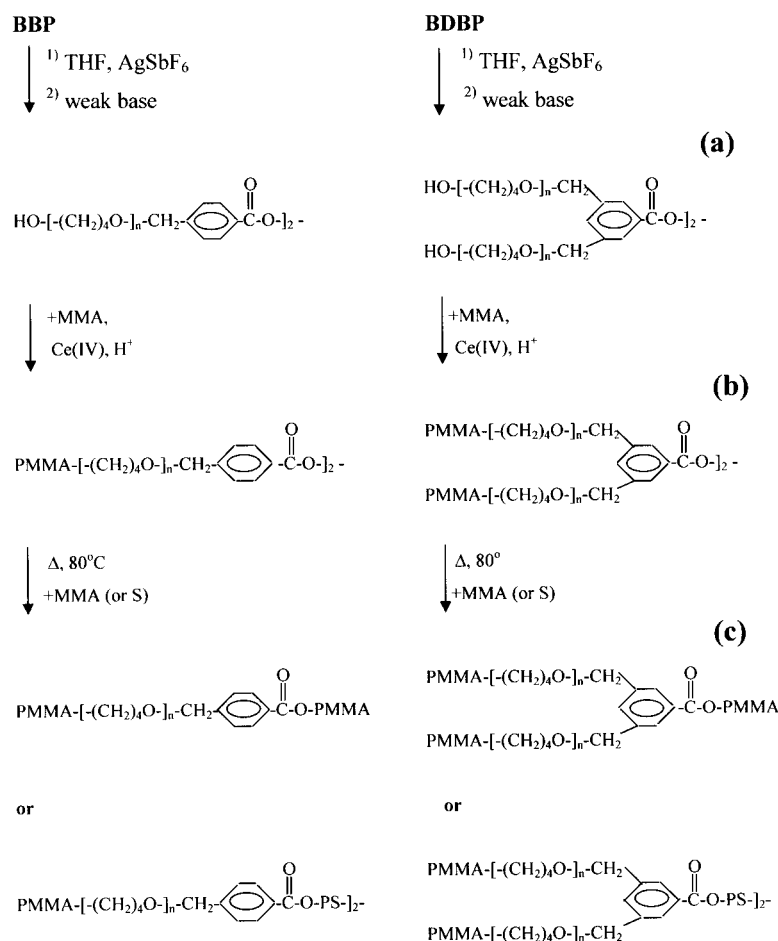 BBP
1) THF, AgSbF6
2) weak base
BDBP
1) THF, AgSbF6
2) weak base
(a)
HO-[-(CH2)4O-]n-CH2- -C-O-]2 -
O
HO-[-(CH2)4O-]n-CH2
O
-C-O-]2 -
HO-[-(CH2)4O-]n-CH2
+MMA,
Ce(IV), H+
+MMA,
Ce(IV), H+
(b)
O
PMMA-[-(CH2)4O-]n-CH2- -C-O-]2 -
PMMA-[-(CH2)4O-]n-CH2
O
-C-O-]2 -
PMMA-[-(CH2)4O-]n-CH2
Δ, 80°C
+MMA (or S)
Δ, 80°
+MMA (or S)
(c)
O
PMMA-[-(CH2)4O-]n-CH2- -C-O-PMMA
PMMA-[-(CH2)4O-]n-CH2
O
-C-O-PMMA
PMMA-[-(CH2)4O-]n-CH2
or
or
O
PMMA-[-(CH2)4O-]n-CH2- -C-O-PS-]2-
PMMA-[-(CH2)4O-]n-CH2
O
-C-O-PS-]2-
PMMA-[-(CH2)4O-]n-CH2